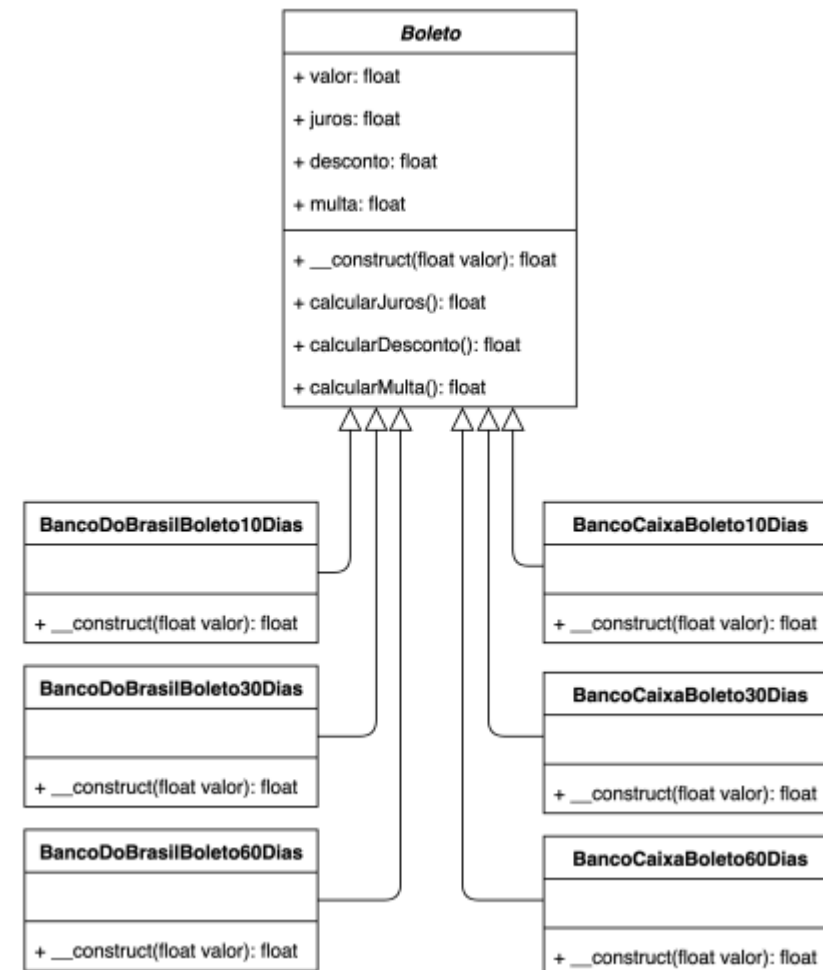 Boleto
+ valor: float
+ juros: float
+ desconto: float
+ multa: float
+ __construct(float valor): float
+ calcularJuros(): float
+ calcularDesconto(): float
+ calcularMulta(): float
BancoDoBrasilBoleto10Dias
+ __construct(float valor): float
BancoDoBrasilBoleto30Dias
+ __construct(float valor): float
BancoDoBrasilBoleto60Dias
+ __construct(float valor): float
BancoCaixaBoleto10Dias
+ __construct(float valor): float
BancoCaixaBoleto30Dias
+ __construct(float valor): float
BancoCaixaBoleto60Dias
+ __construct(float valor): float